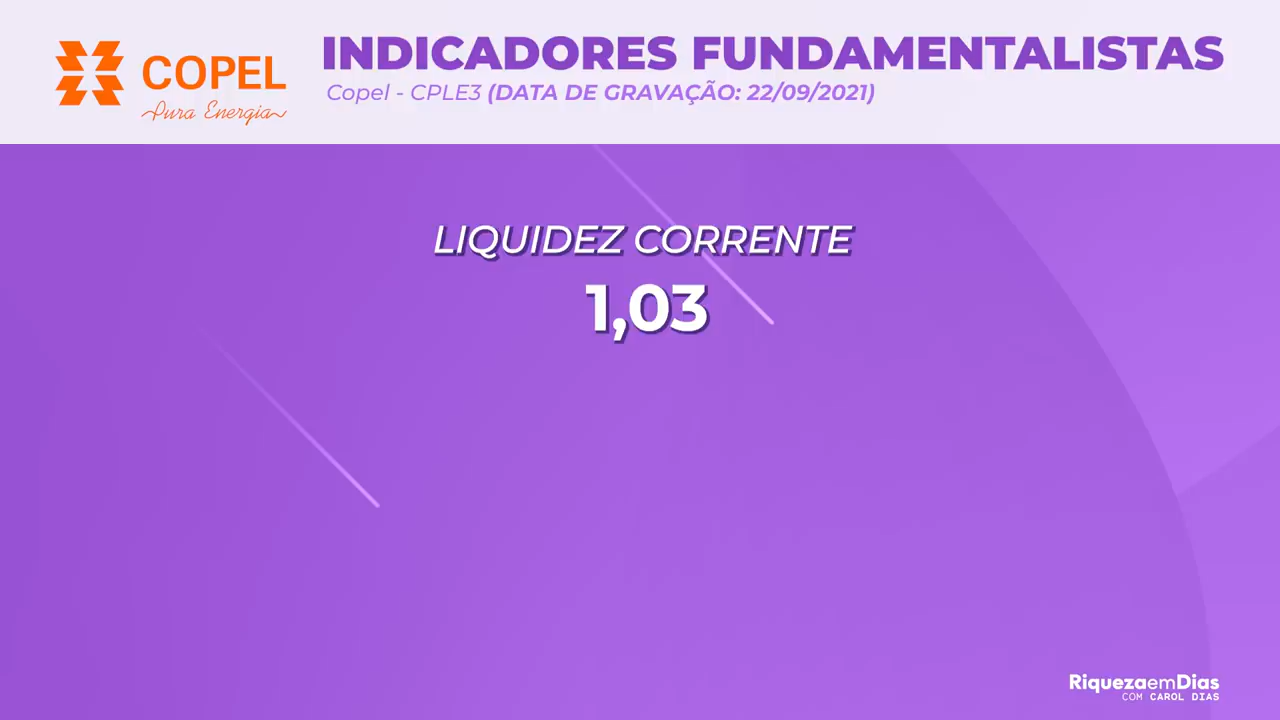 COPEL
Pura Energia
INDICADORES FUNDAMENTALISTAS
Copel - CPLE3 (DATA DE GRAVAÇÃO: 22/09/2021)
LIQUIDEZ CORRENTE
1,03
RiquezaemDias
COM CAROL DIAS